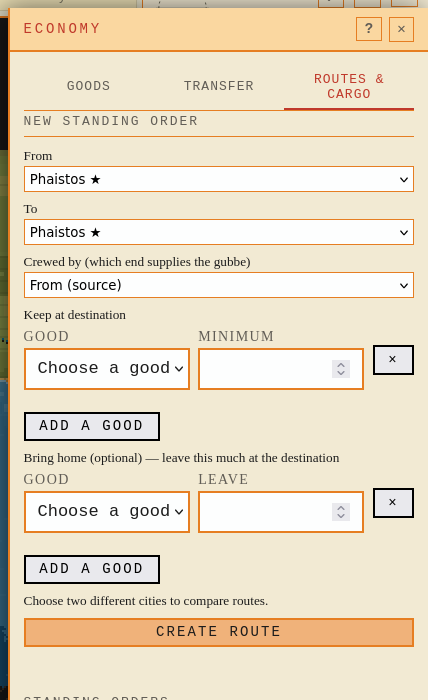 ECONOMY
?
×
GOODS
TRANSFER
ROUTES &
CARGO
NEW STANDING ORDER
From
Phaistos ★
To
Phaistos ★
Crewed by (which end supplies the gubbe)
From (source)
Keep at destination
GOOD
MINIMUM
Choose a good
×
ADD A GOOD
Bring home (optional) — leave this much at the destination
GOOD
LEAVE
Choose a good
×
ADD A GOOD
Choose two different cities to compare routes.
CREATE ROUTE
STANDING ORDERS